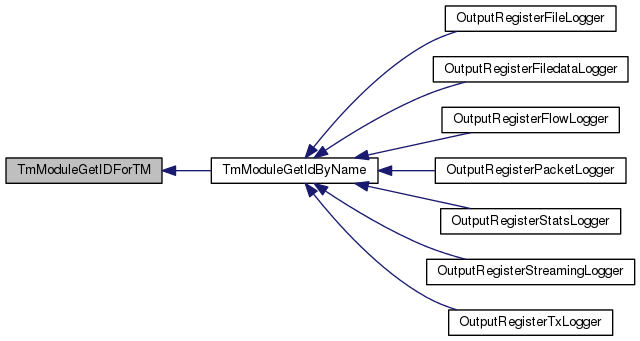 OutputRegisterFileLogger
OutputRegisterFiledataLogger
OutputRegisterFlowLogger
TmModuleGetIDForTM
TmModuleGetIdByName
OutputRegisterPacketLogger
OutputRegisterStatsLogger
OutputRegisterStreamingLogger
OutputRegisterTxLogger